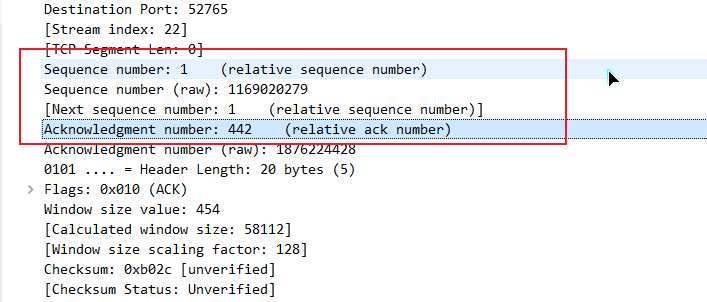 Destination Port: 52765
[Stream index: 22]
[TCP Segment Len: 0]
Sequence number: 1    (relative sequence number)
Sequence number (raw): 1169020279
[Next sequence number: 1    (relative sequence number)]
Acknowledgment number: 442    (relative ack number)
Acknowledgment number (raw): 1876224428
0101 .... = Header Length: 20 bytes (5)
Flags: 0x010 (ACK)
Window size value: 454
[Calculated window size: 58112]
[Window size scaling factor: 128]
Checksum: 0xb02c [unverified]
[Checksum Status: Unverified]